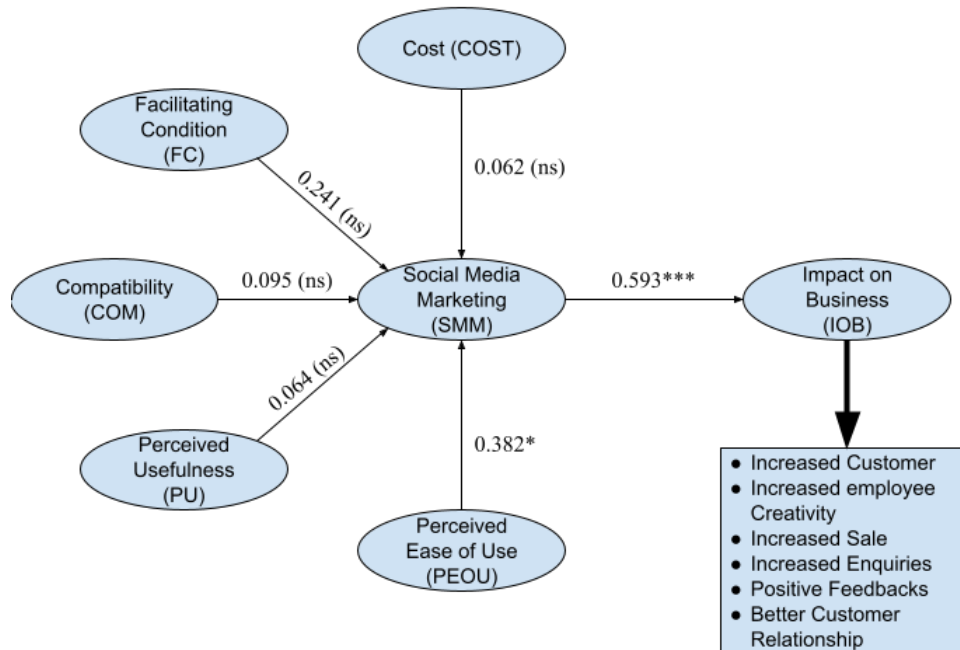 Cost (COST)
Facilitating
Condition
(FC)
0.062 (ns)
0.241 (ns)
Compatibility
(COM)
0.095 (ns)
Social Media
Marketing
(SMM)
0.593***
Impact on
Business
(IOB)
0.064 (ns)
Perceived
Usefulness
(PU)
0.382*
Perceived
Ease of Use
(PEOU)
● Increased Customer
● Increased employee
Creativity
● Increased Sale
● Increased Enquiries
● Positive Feedbacks
● Better Customer
Relationship